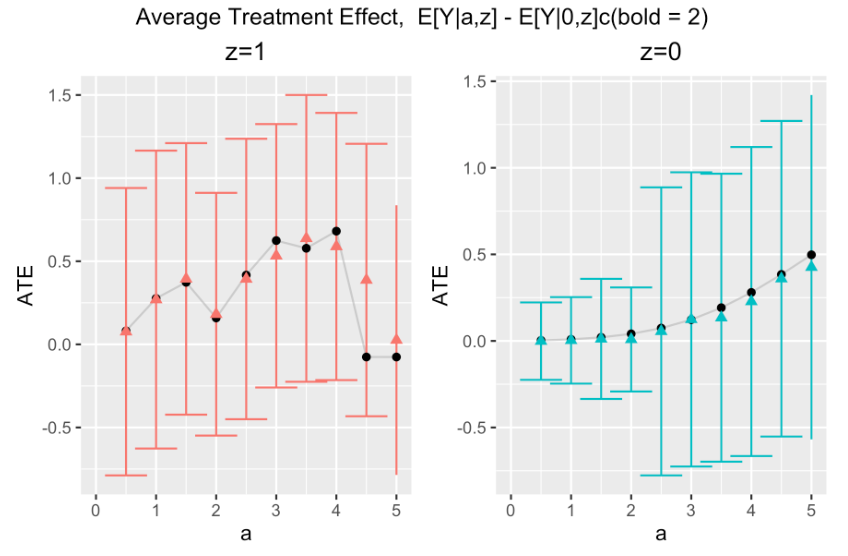 Average Treatment Effect,  E[Y|a,z] - E[Y|0,z]c(bold = 2)
z=1
z=0
1.5
1.0
0.5
0.0
-0.5
ATE
0 1 2 3 4 5
a
1.5
1.0
0.5
0.0
-0.5
ATE
0 1 2 3 4 5
a